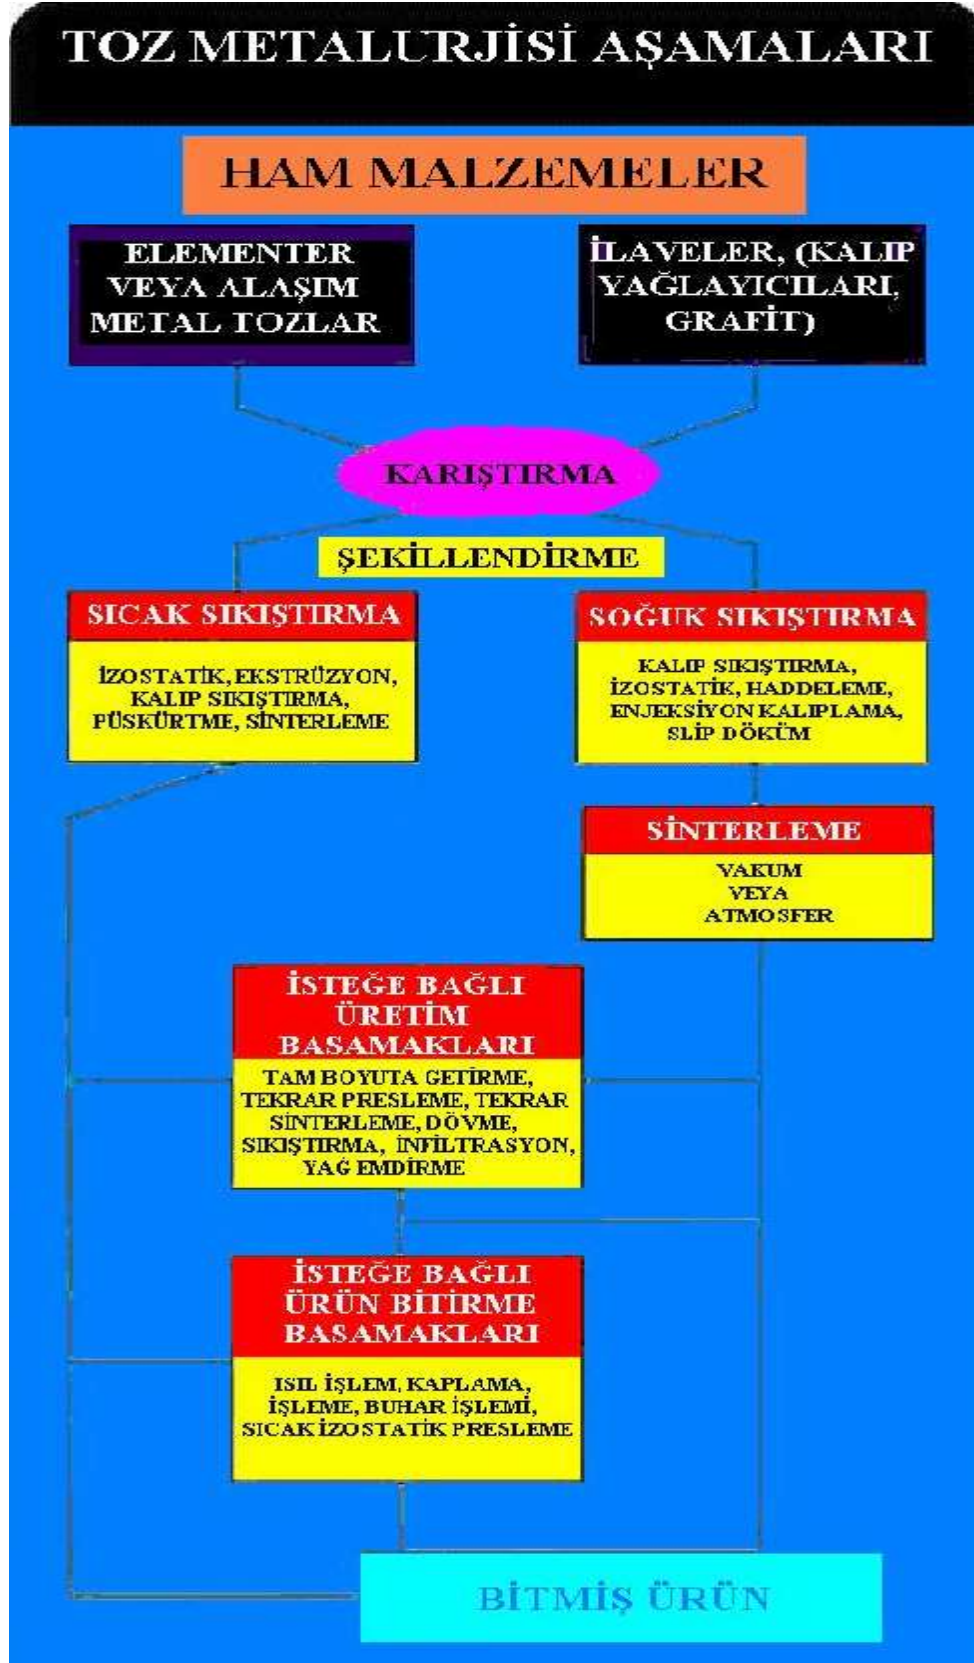 TOZ METALURJİSİ AŞAMALARI
HAM MALZEMELER
ELEMENTER
VEYA ALAŞIM
METAL TOZLAR
İLAVELER, (KALIP
YAĞLAYICILARI,
GRAFİT)
KARIŞTIRMA
ŞEKİLLENDİRME
SICAK SIKIŞTIRMA
İZOSTATİK, EKSTRÜZYON,
KALIP SIKIŞTIRMA,
PÜSKÜRTME, SİNTERLEME
SOĞUK SIKIŞTIRMA
KALIP SIKIŞTIRMA,
İZOSTATİK, HADDELEME,
ENJEKSİYON KALIPLAMA,
SLİP DÖKÜM
SİNTERLEME
VAKUM
VEYA
ATMOSFER
İSTEĞE BAĞLI
ÜRETİM
BASAMAKLARI
TAM BOYUTA GETİRME,
TEKRAR PRESLEME, TEKRAR
SİNTERLEME, DÖVME,
SIKIŞTIRMA, İNFİLTRASYON,
YAĞ EMDİRME
İSTEĞE BAĞLI
ÜRÜN BİTİRME
BASAMAKLARI
ISIL İŞLEM, KAPLAMA,
İŞLEME, BUHAR İŞLEMİ,
SICAK İZOSTATİK PRESLEME
BİTMİŞ ÜRÜN